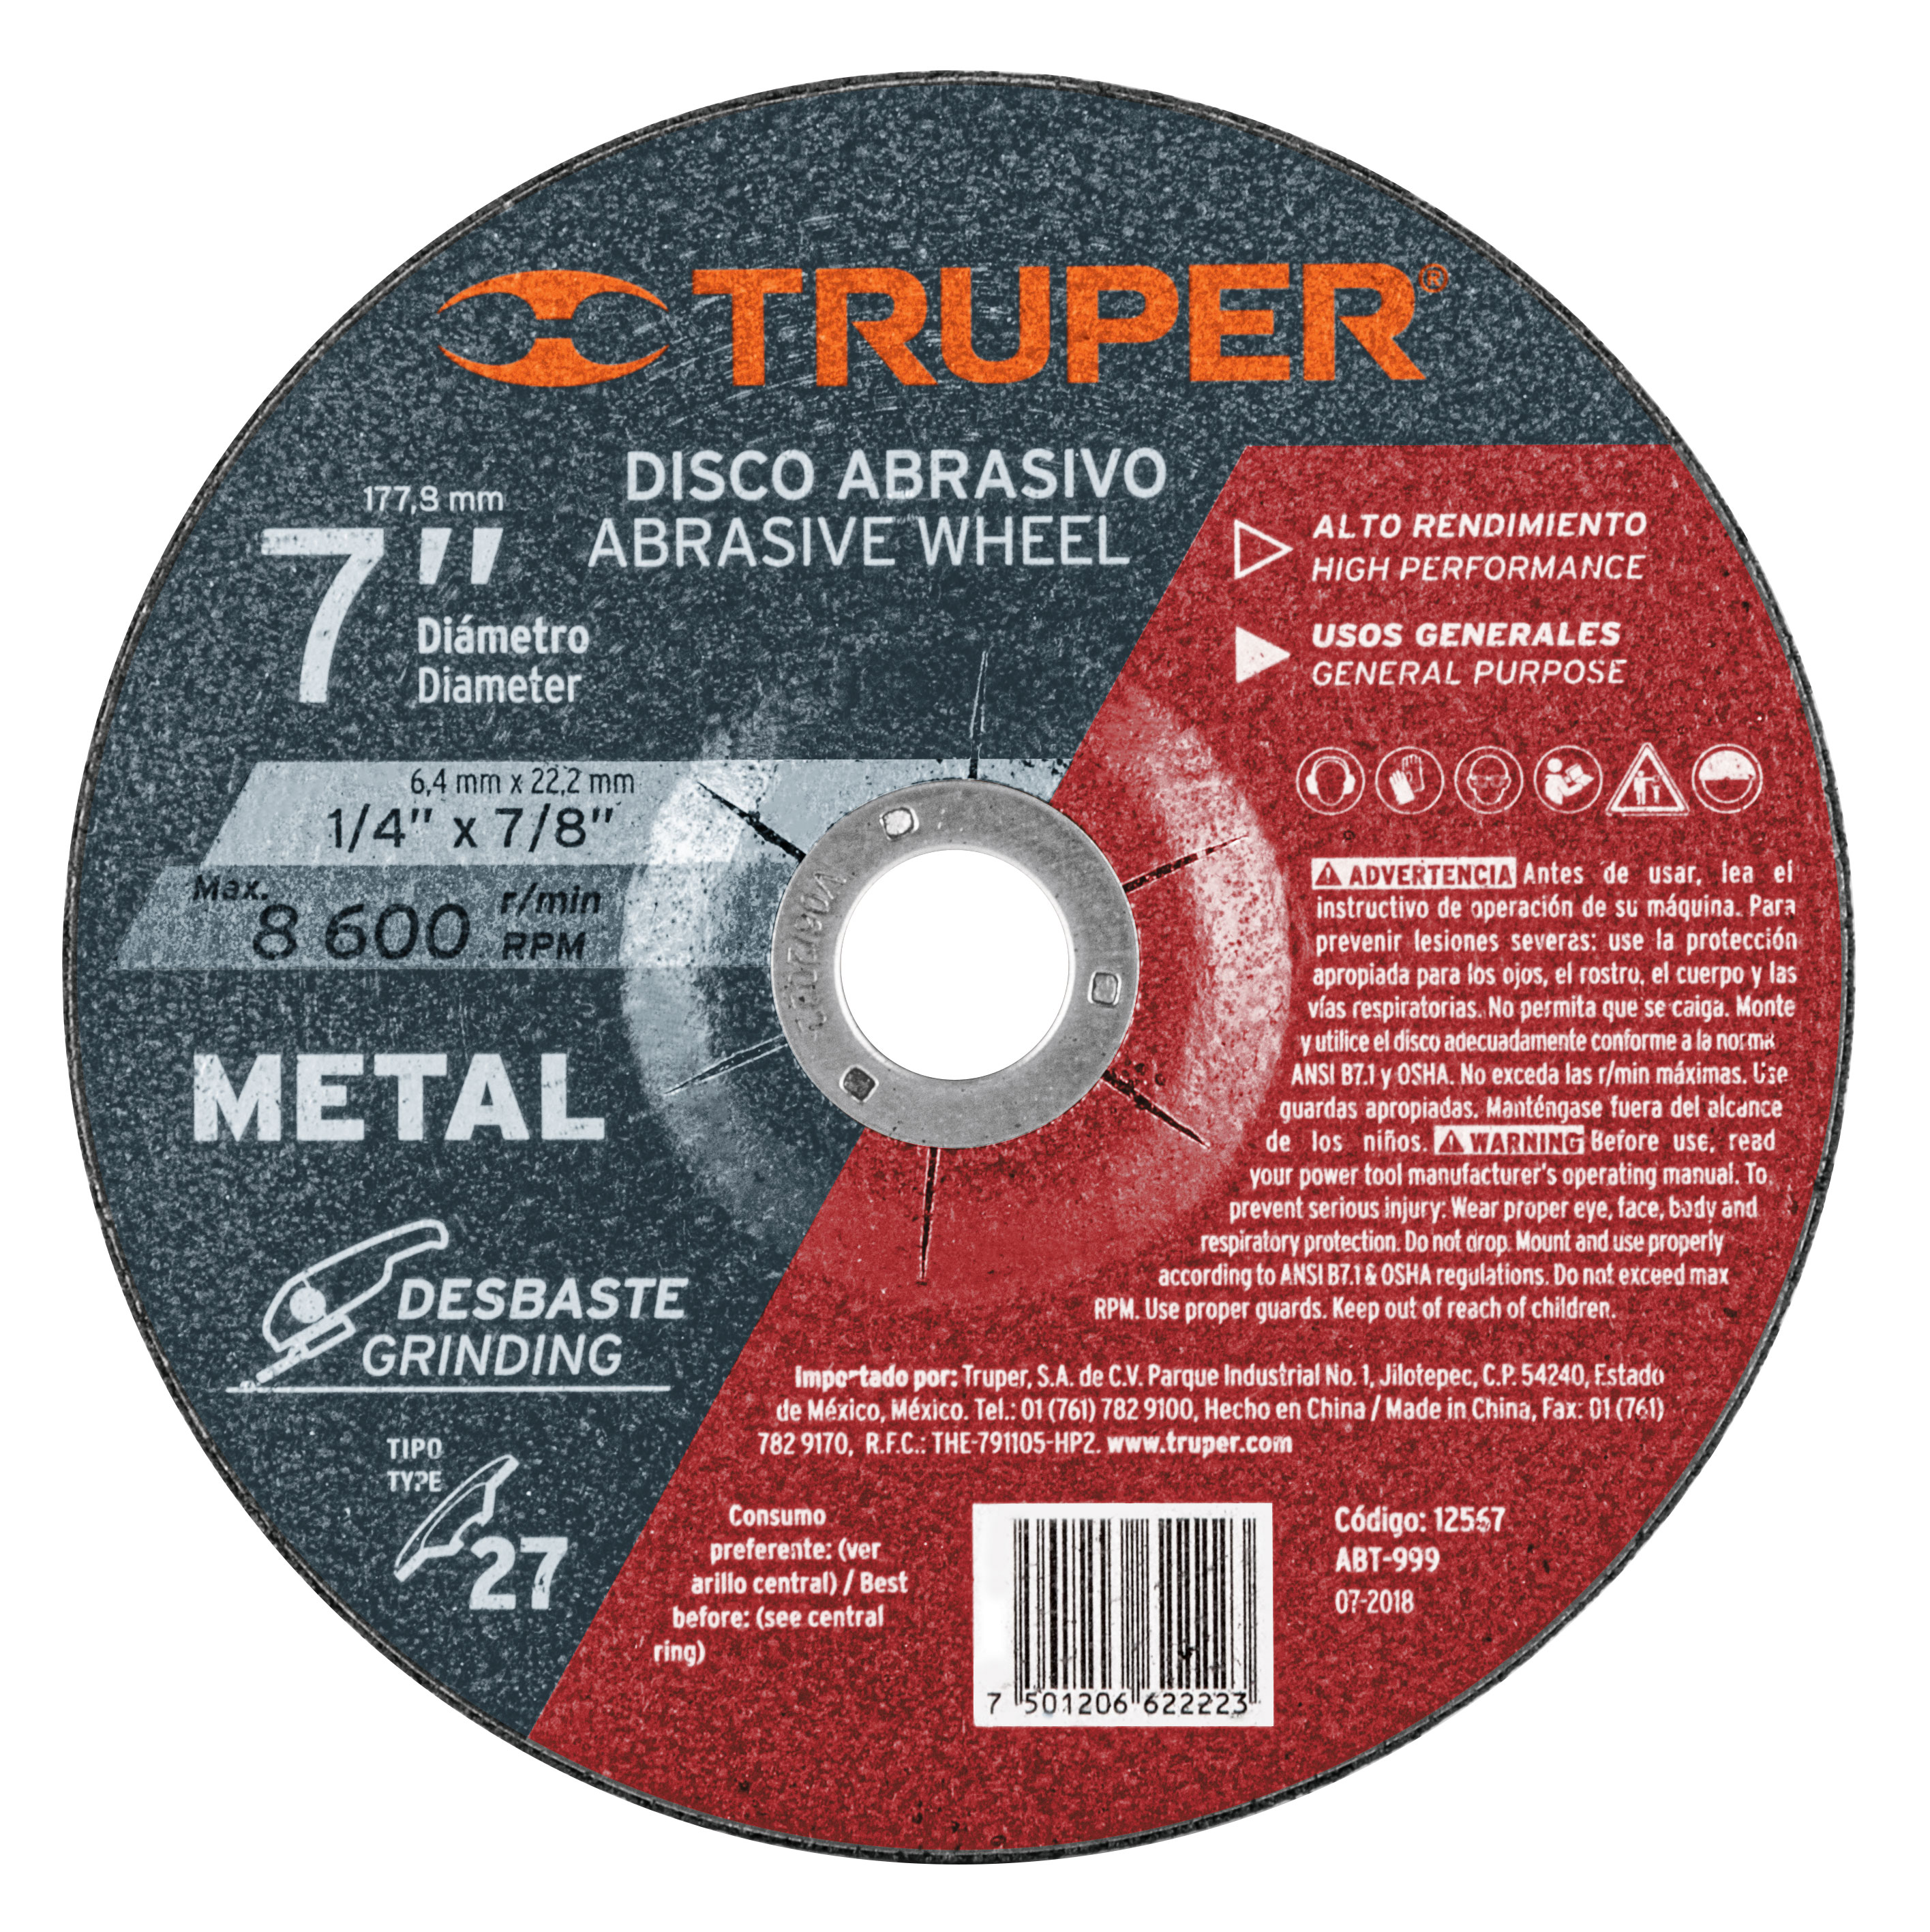 TRUPER®
DISCO ABRASIVO
ABRASIVE WHEEL
177,8 mm
7"
Diámetro
Diameter
6,4 mm x 22,2 mm
1/4" x 7/8"
Max.
8 600 r/min
RPM
METAL
DESBASTE
GRINDING
TIPO
TYPE
27
ALTO RENDIMIENTO
HIGH PERFORMANCE
USOS GENERALES
GENERAL PURPOSE
V06/2021
ADVERTENCIA Antes de usar, lea el
instructivo de operación de su máquina. Para
prevenir lesiones severas: use la protección
apropiada para los ojos, el rostro, el cuerpo y las
vías respiratorias. No permita que se caiga. Monte
y utilice el disco adecuadamente conforme a la norma
ANSI B7.1 y OSHA. No exceda las r/min máximas. Use
guardas apropiadas. Manténgase fuera del alcance
de los niños. WARNING Before use, read
your power tool manufacturer's operating manual. To
prevent serious injury: Wear proper eye, face, body and
respiratory protection. Do not drop. Mount and use properly
according to ANSI B7.1 & OSHA regulations. Do not exceed max
RPM. Use proper guards. Keep out of reach of children.
Importado por: Truper, S.A. de C.V. Parque Industrial No. 1, Jilotepec, C.P. 54240, Estado
de México, México. Tel.: 01 (761) 782 9100, Hecho en China / Made in China, Fax: 01 (761)
782 9170, R.F.C.: THE-791105-HP2. www.truper.com
Consumo
preferente: (ver
arillo central) / Best
before: (see central
ring)
7 501206 622223
Código: 12567
ABT-999
07-2018